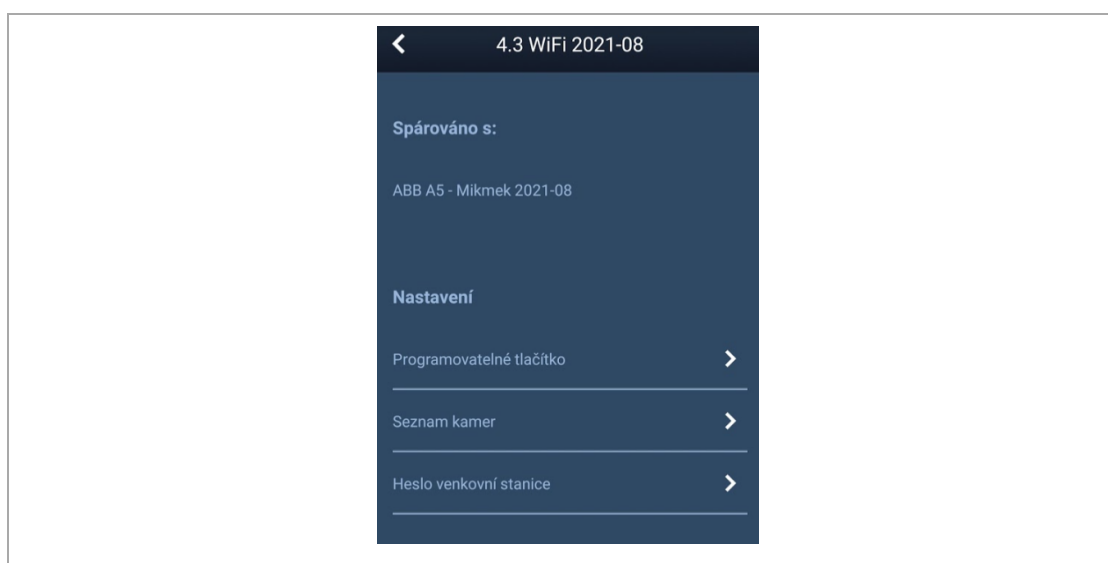 4.3 WiFi 2021-08
Spárováno s:
ABB A5 - Mikmek 2021-08
Nastavení
Programovatelné tlačítko
Seznam kamer
Heslo venkovní stanice